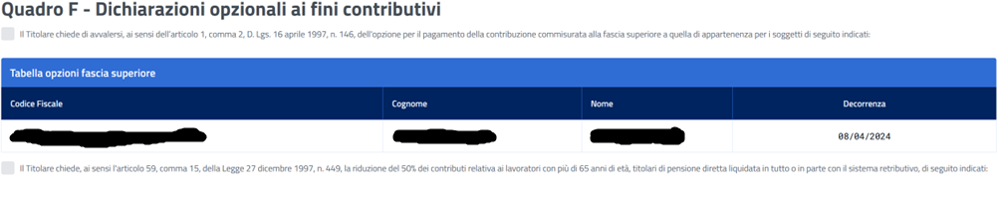 Quadro F - Dichiarazioni opzionali ai fini contributivi
Il Titolare chiede di avvalersi, ai sensi dell'articolo 1, comma 2, D. Lgs. 16 aprile 1997, n. 146, dell'opzione per il pagamento della contribuzione commisurata alla fascia superiore a quella di appartenenza per i soggetti di seguito indicati:
Tabella opzioni fascia superiore
Codice Fiscale Cognome Nome Decorrenza
08/04/2024
Il Titolare chiede, ai sensi l'articolo 59, comma 15, della Legge 27 dicembre 1997, n. 449, la riduzione del 50% dei contributi relativa ai lavoratori con più di 65 anni di età, titolari di pensione diretta liquidata in tutto o in parte con il sistema retributivo, di seguito indicati: